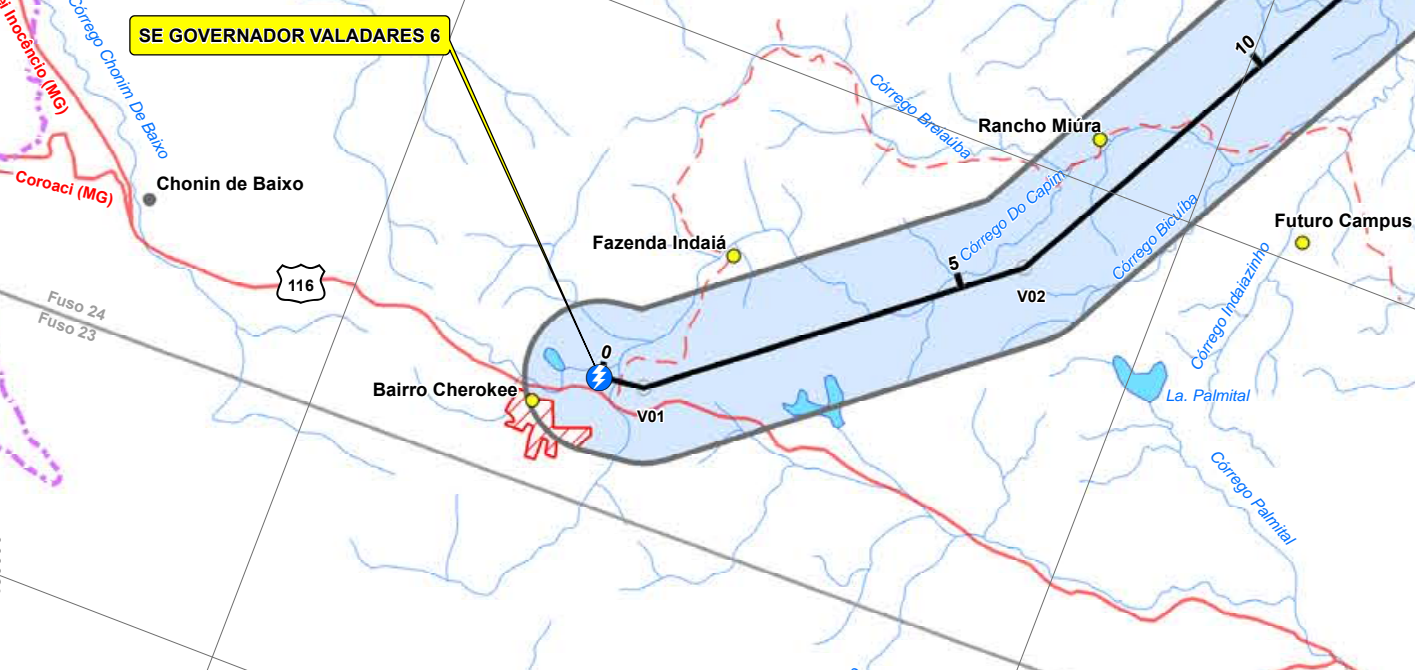 SE GOVERNADOR VALADARES 6
10
Córrego Chonim De Baixo
Inocêncio (MG)
Córrego Brejaúba
Rancho Miúra
Chonin de Baixo
Coroaci (MG)
Córrego Do Capim
Córrego Bicuíba
Futuro Campus
Fazenda Indaiá
5
116
V02
Córrego Indaiazinho
Fuso 24
Fuso 23
0
Bairro Cherokee
V01
La. Palmital
Córrego Palmital